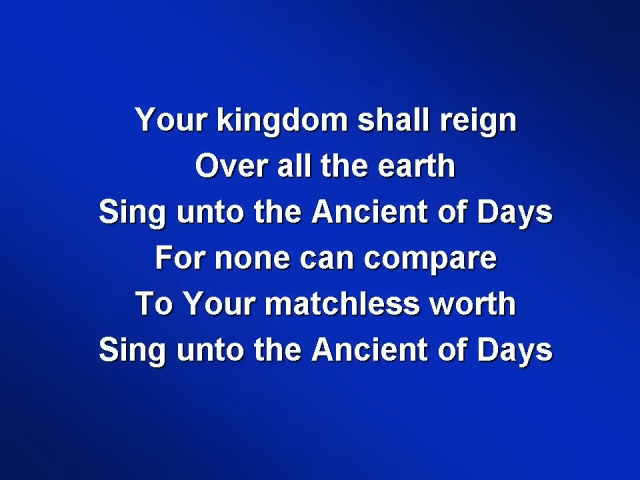 Your kingdom shall reign
Over all the earth
Sing unto the Ancient of Days
For none can compare
To Your matchless worth
Sing unto the Ancient of Days